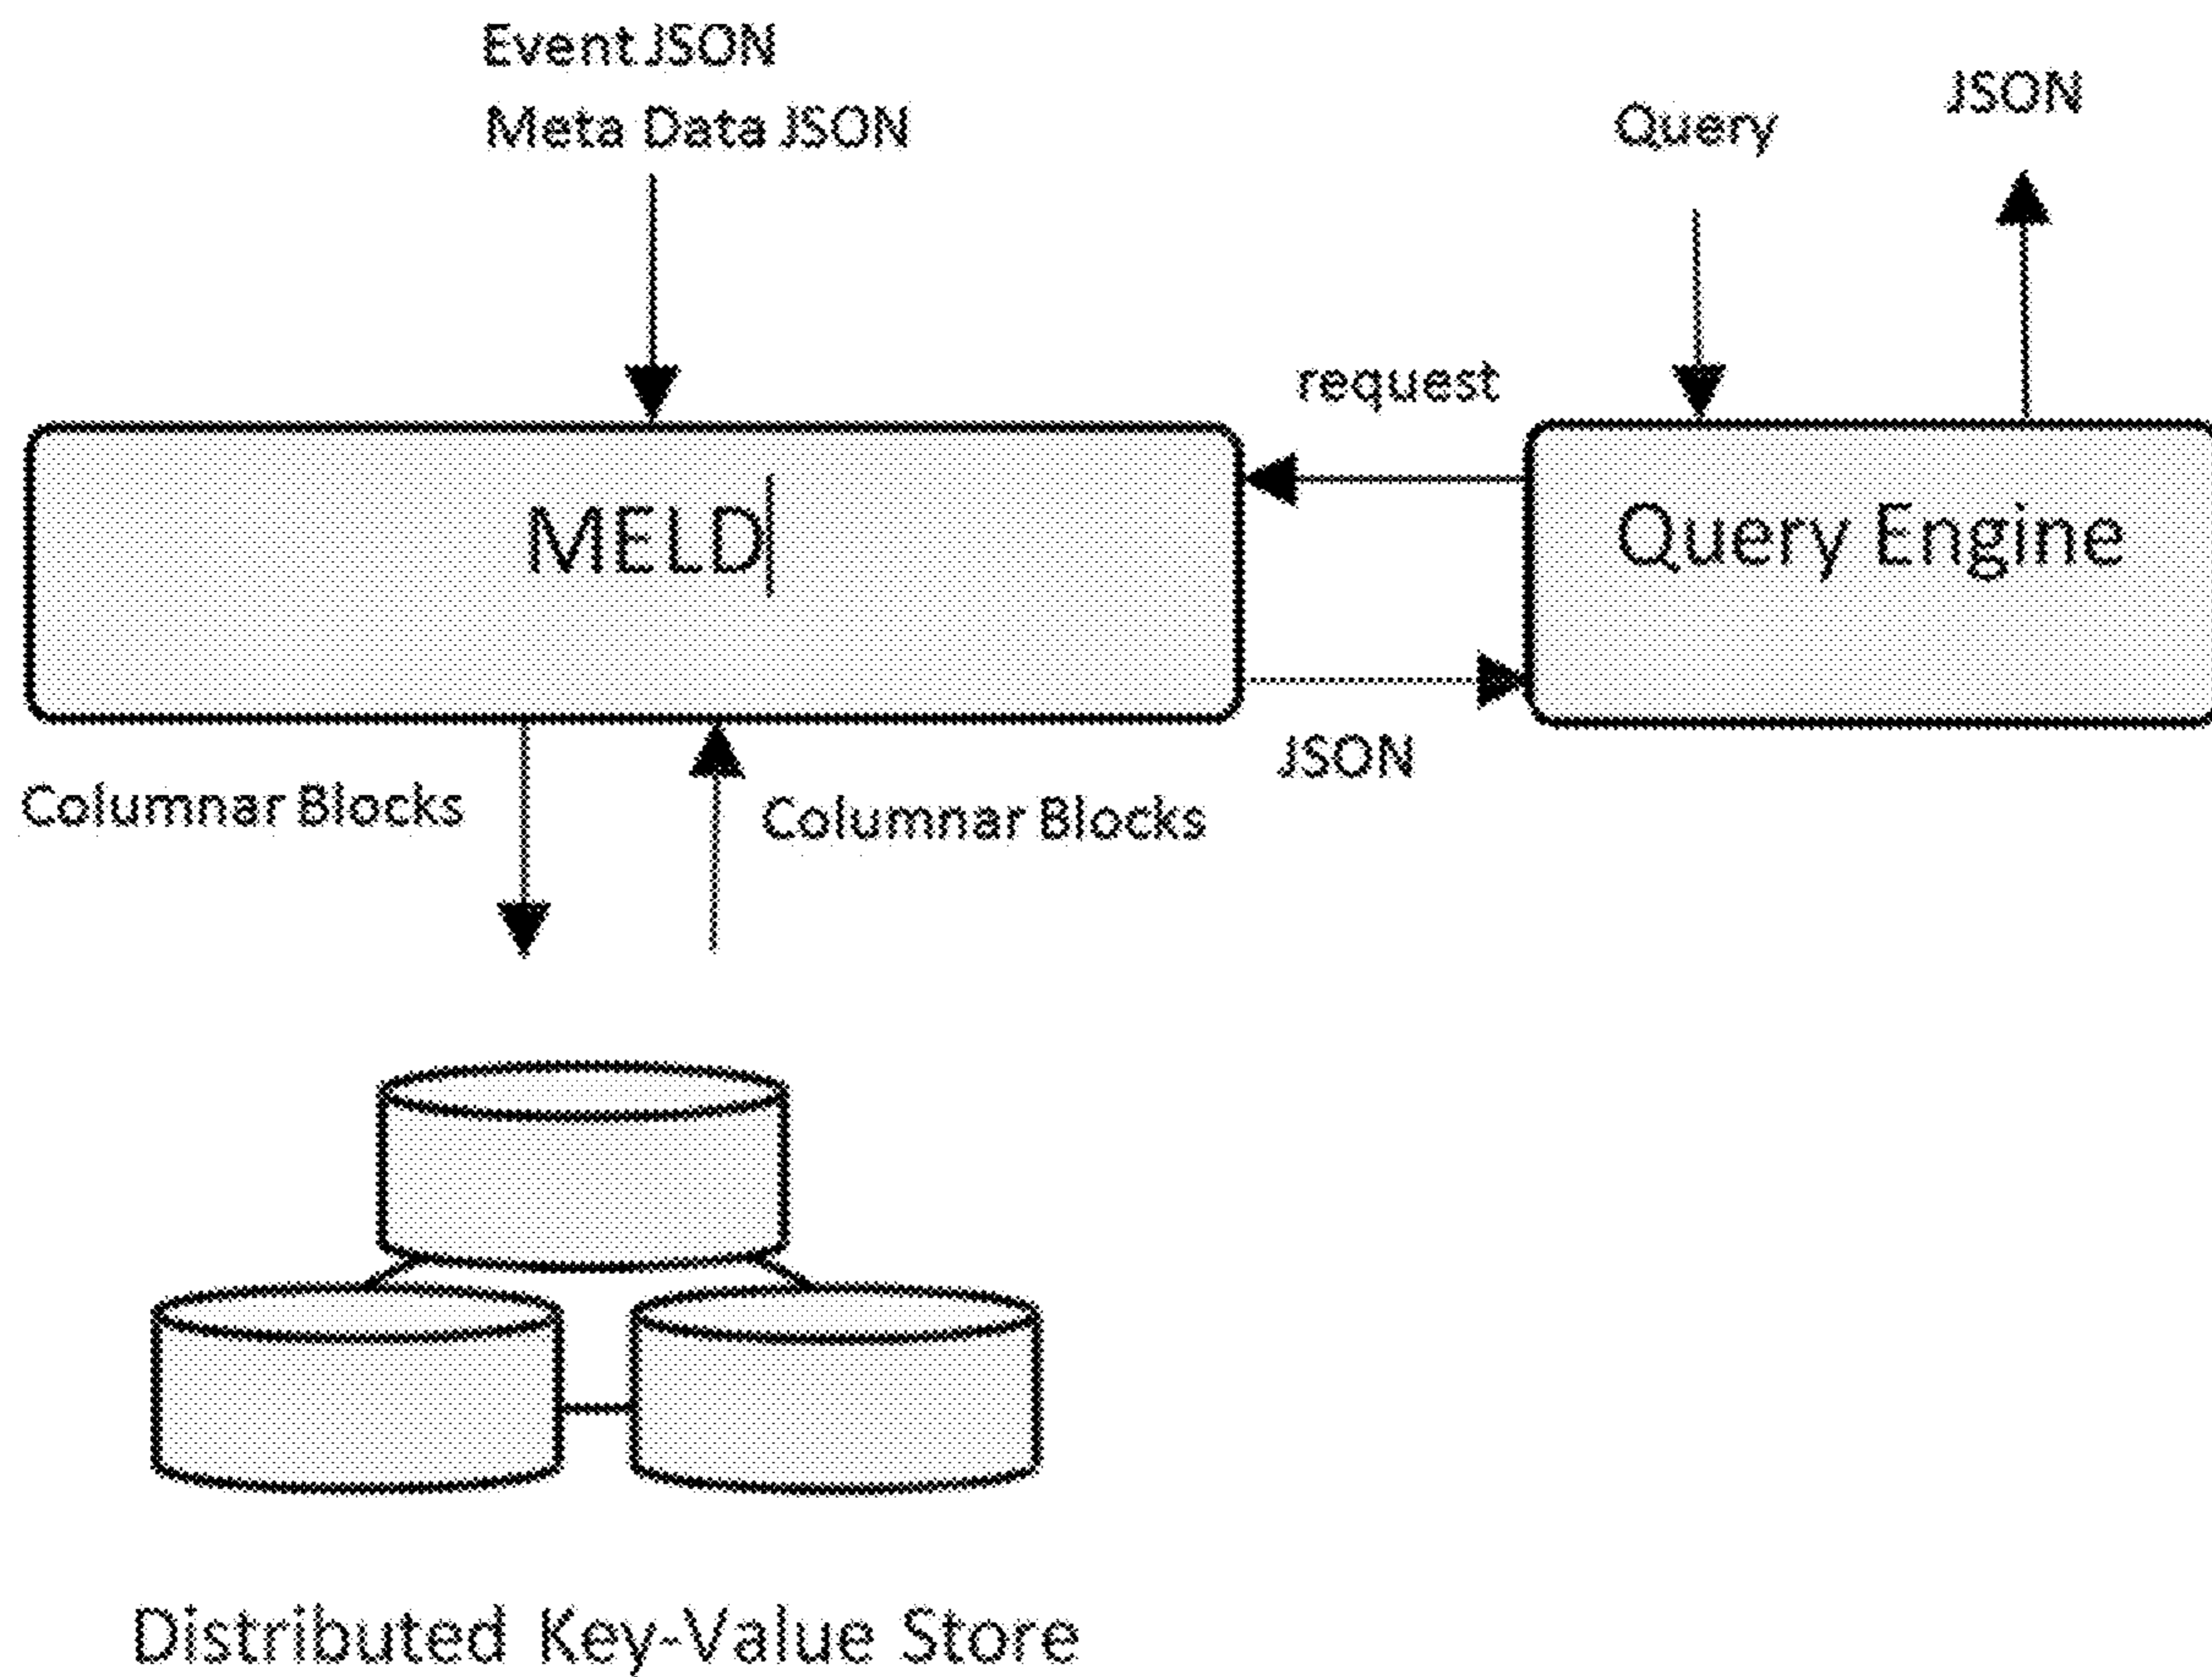 Event JSON
Meta Data JSON
Query
JSON
request
MELD
Query Engine
JSON
Columnar Blocks
Columnar Blocks
Distributed Key-Value Store